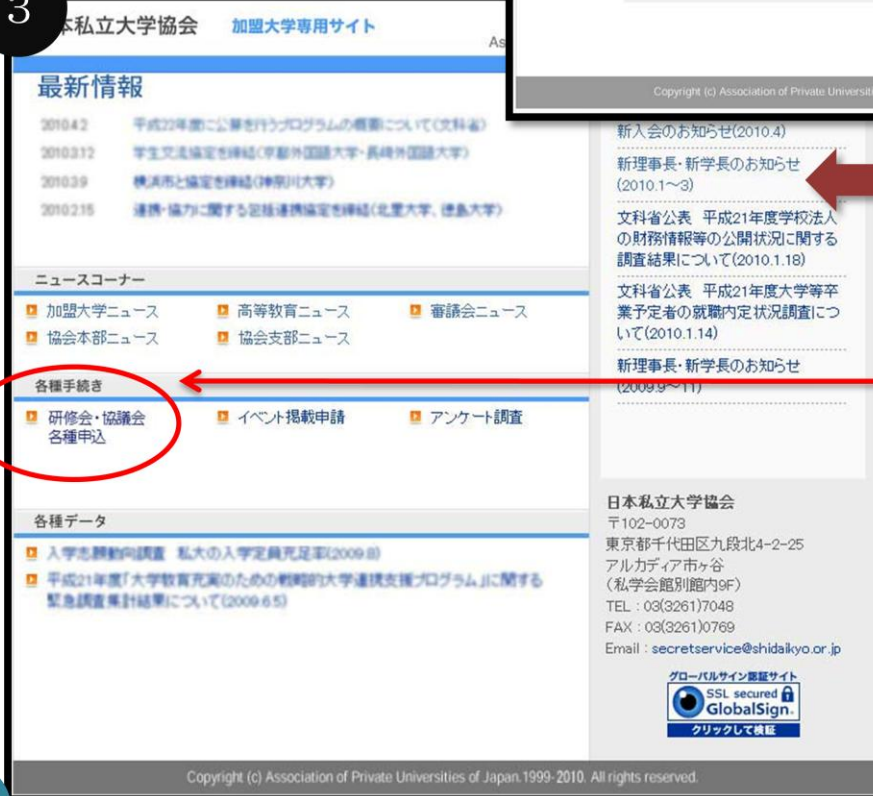 3
本私立大学協会 加盟大学専用サイト
As
最新情報
2010.4.2 平成22年度に公募を行うプログラムの概要について(文科省)
2010.3.12 学生交流協定を締結(京都外国語大学・長崎外国語大学)
2010.3.9 横浜市と協定を締結(神奈川大学)
2010.2.15 連携・協力に関する包括連携協定を締結(北里大学、徳島大学)
ニュースコーナー
加盟大学ニュース 高等教育ニュース 審議会ニュース
協会本部ニュース 協会支部ニュース
各種手続き
研修会・協議会 イベント掲載申請 アンケート調査
各種申込
各種データ
入学志願動向調査 私大の入学定員充足率(2009.8)
平成21年度「大学教育充実のための戦略的大学連携支援プログラム」に関する
緊急調査集計結果について(2009.6.5)
Copyright (c) Association of Private Universiti
新入会のお知らせ(2010.4)
新理事長・新学長のお知らせ
(2010.1～3)
文科省公表 平成21年度学校法人
の財務情報等の公開状況に関する
調査結果について(2010.1.18)
文科省公表 平成21年度大学等卒
業予定者の就職内定状況調査につ
いて(2010.1.14)
新理事長・新学長のお知らせ
(2009.9～11)
日本私立大学協会
〒102-0073
東京都千代田区九段北4-2-25
アルカディア市ヶ谷
(私学会館別館内9F)
TEL：03(3261)7048
FAX：03(3261)0769
Email：secretservice@shidaikyo.or.jp
グローバルサイン認証サイト
SSL secured
GlobalSign.
クリックして検証
Copyright (c) Association of Private Universities of Japan.1999-2010. All rights reserved.